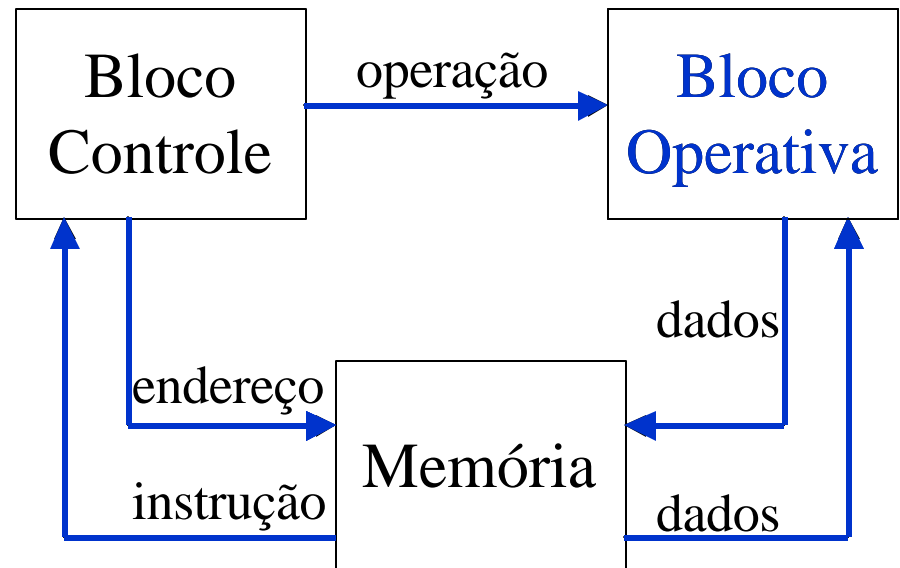 Bloco
Controle
operação
Bloco
Operativa
dados
endereço
Memória
instrução
dados